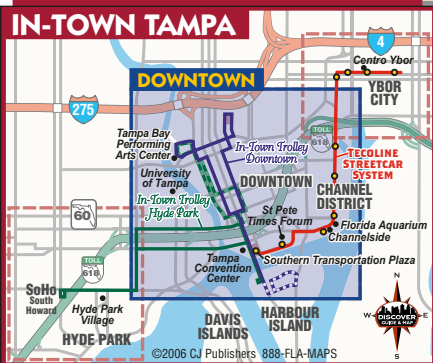 IN-TOWN TAMPA
4
Centro Ybor
YBOR
CITY
DOWNTOWN
275
TOLL
618
Tampa Bay
Performing
Arts Center
In-Town Trolley
Downtown
TECOLINE
STREETCAR
SYSTEM
University
of Tampa
DOWNTOWN
CHANNEL
DISTRICT
In-Town Trolley
Hyde Park
60
St Pete
Times Forum
Florida Aquarium
Channelside
Tampa
Convention
Center
Southern Transportation Plaza
TOLL
618
SoHo
South
Howard
Hyde Park
Village
HYDE PARK
DAVIS
ISLANDS
HARBOUR
ISLAND
N
W
E
S
DISCOVER
GUIDE & MAP
©2006 CJ Publishers 888-FLA-MAPS